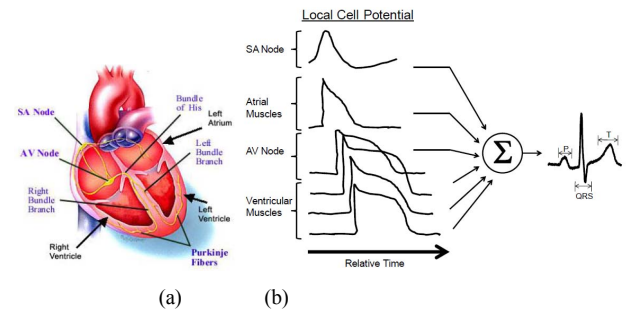 Local Cell Potential
SA Node
Atrial
Muscles
AV Node
Ventricular
Muscles
Relative Time
Σ
P
T
QRS
SA Node
AV Node
Right
Bundle
Branch
Right
Ventricle
Bundle
of His
Left
Atrium
Left
Bundle
Branch
Left
Ventricle
Purkinje
Fibers
(a)
(b)